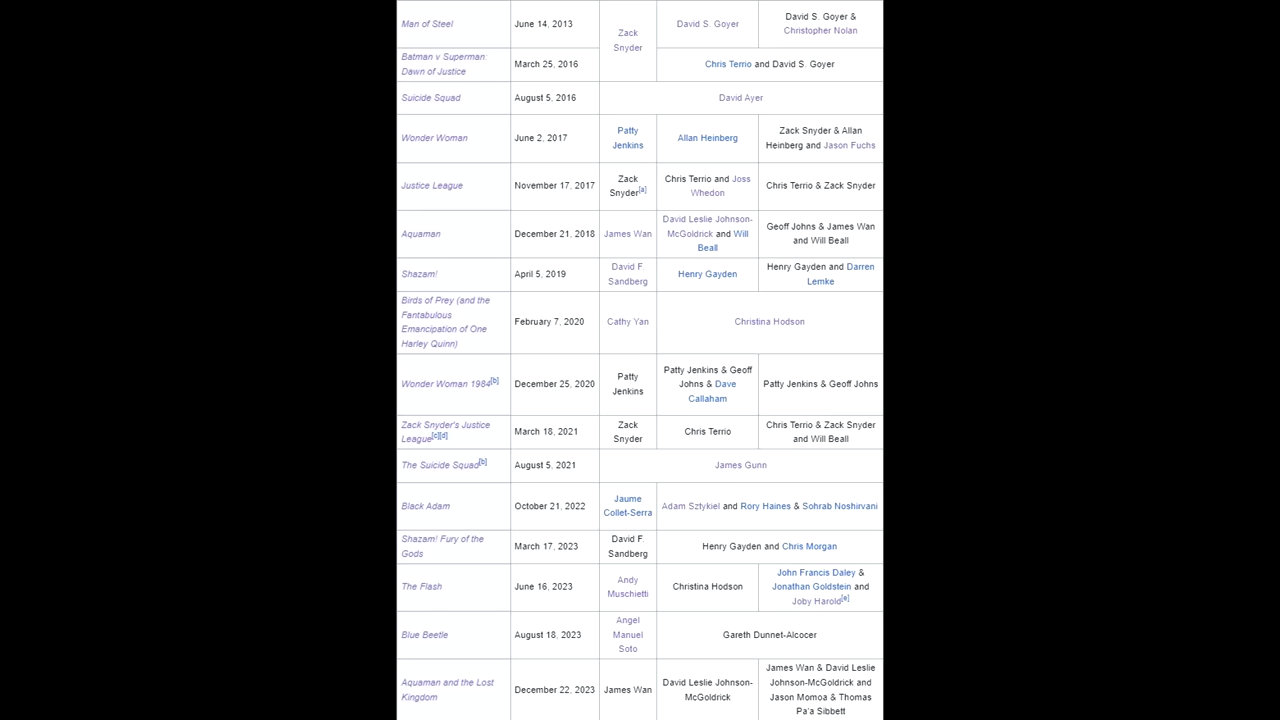 Man of Steel June 14, 2013 Zack Snyder David S. Goyer David S. Goyer & Christopher Nolan
Batman v Superman: Dawn of Justice March 25, 2016 Chris Terrio and David S. Goyer
Suicide Squad August 5, 2016 David Ayer
Wonder Woman June 2, 2017 Patty Jenkins Allan Heinberg Zack Snyder & Allan Heinberg and Jason Fuchs
Justice League November 17, 2017 Zack Snyder[a] Chris Terrio and Joss Whedon Chris Terrio & Zack Snyder
Aquaman December 21, 2018 James Wan David Leslie Johnson-McGoldrick and Will Beall Geoff Johns & James Wan and Will Beall
Shazam! April 5, 2019 David F. Sandberg Henry Gayden Henry Gayden and Darren Lemke
Birds of Prey (and the Fantabulous Emancipation of One Harley Quinn) February 7, 2020 Cathy Yan Christina Hodson
Wonder Woman 1984[b] December 25, 2020 Patty Jenkins Patty Jenkins & Geoff Johns & Dave Callaham Patty Jenkins & Geoff Johns
Zack Snyder's Justice League[c][d] March 18, 2021 Zack Snyder Chris Terrio Chris Terrio & Zack Snyder and Will Beall
The Suicide Squad[b] August 5, 2021 James Gunn
Black Adam October 21, 2022 Jaume Collet-Serra Adam Sztykiel and Rory Haines & Sohrab Noshirvani
Shazam! Fury of the Gods March 17, 2023 David F. Sandberg Henry Gayden and Chris Morgan
The Flash June 16, 2023 Andy Muschietti Christina Hodson John Francis Daley & Jonathan Goldstein and Joby Harold[e]
Blue Beetle August 18, 2023 Angel Manuel Soto Gareth Dunnet-Alcocer
Aquaman and the Lost Kingdom December 22, 2023 James Wan David Leslie Johnson-McGoldrick James Wan & David Leslie Johnson-McGoldrick and Jason Momoa & Thomas Pa'a Sibbett